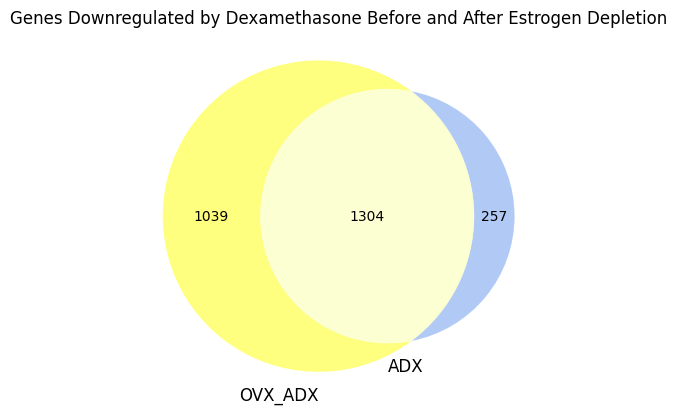 Genes Downregulated by Dexamethasone Before and After Estrogen Depletion
1039
1304
257
ADX
OVX_ADX